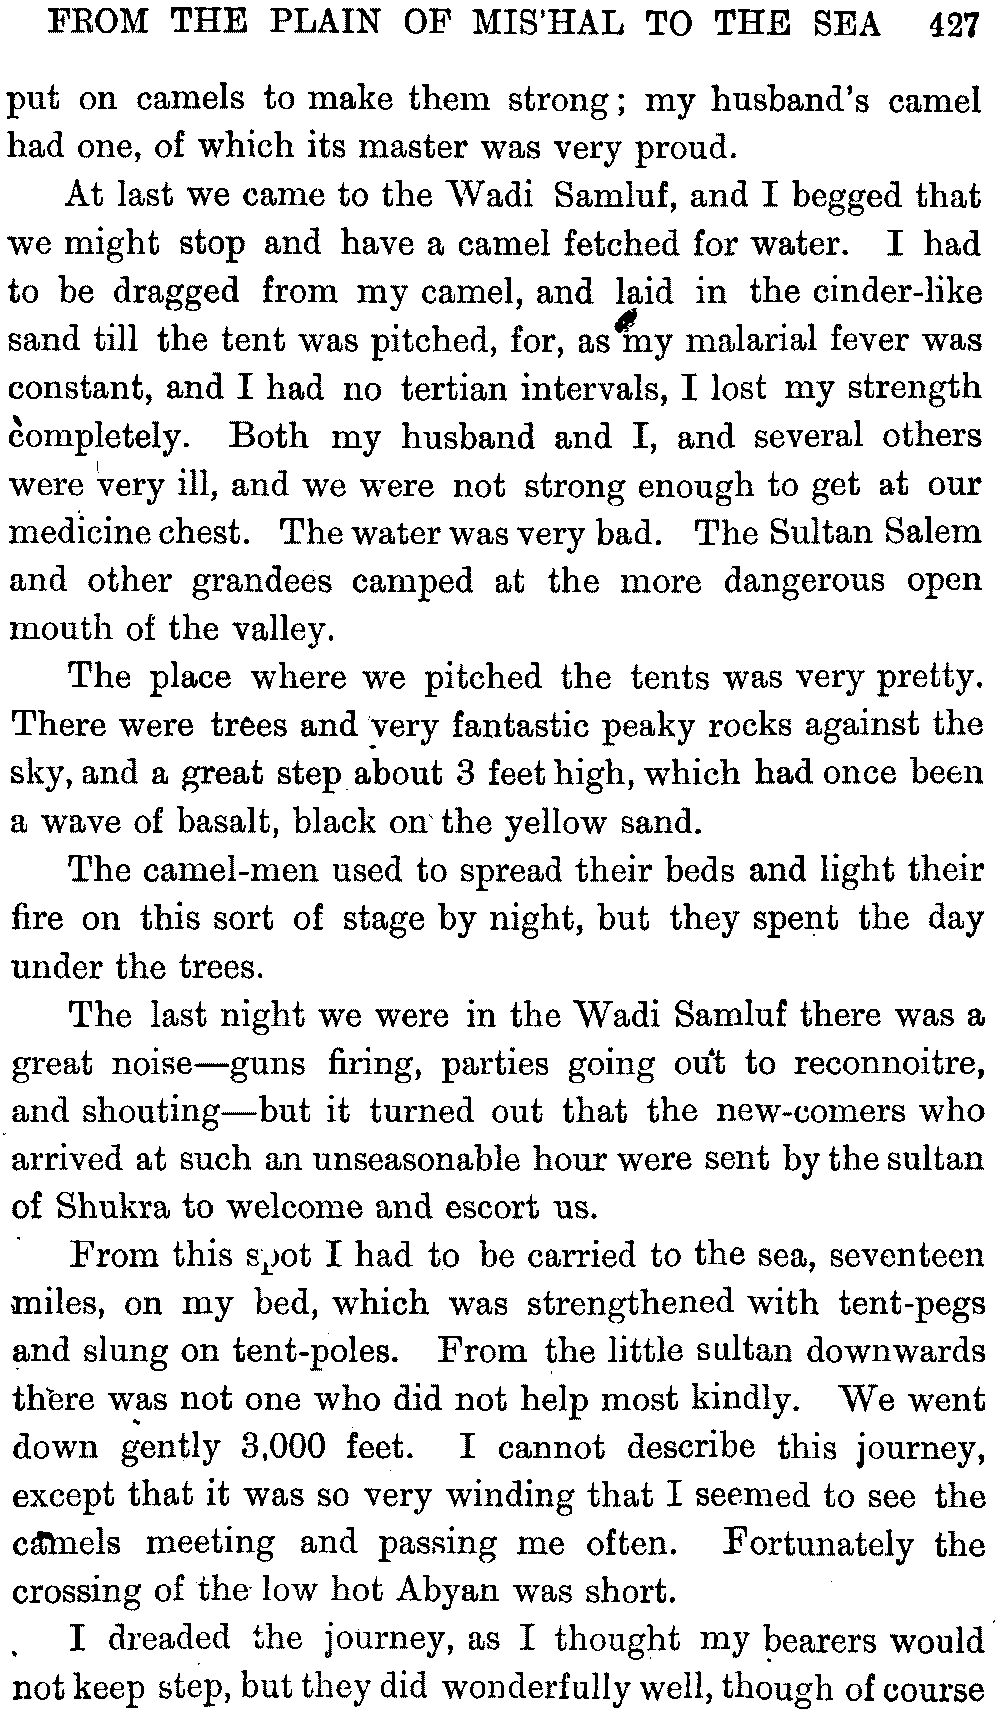 FROM THE PLAIN OF MIS'HAL TO THE SEA 427
put on camels to make them strong; my husband's camel
had one, of which its master was very proud.
At last we came to the Wadi Samluf, and I begged that
we might stop and have a camel fetched for water. I had
to be dragged from my camel, and laid in the cinder-like
sand till the tent was pitched, for, as my malarial fever was
constant, and I had no tertian intervals, I lost my strength
completely. Both my husband and I, and several others
were very ill, and we were not strong enough to get at our
medicine chest. The water was very bad. The Sultan Salem
and other grandees camped at the more dangerous open
mouth of the valley.
The place where we pitched the tents was very pretty.
There were trees and very fantastic peaky rocks against the
sky, and a great step about 3 feet high, which had once been
a wave of basalt, black on the yellow sand.
The camel-men used to spread their beds and light their
fire on this sort of stage by night, but they spent the day
under the trees.
The last night we were in the Wadi Samluf there was a
great noise—guns firing, parties going out to reconnoitre,
and shouting—but it turned out that the new-comers who
arrived at such an unseasonable hour were sent by the sultan
of Shukra to welcome and escort us.
From this spot I had to be carried to the sea, seventeen
miles, on my bed, which was strengthened with tent-pegs
and slung on tent-poles. From the little sultan downwards
there was not one who did not help most kindly. We went
down gently 3,000 feet. I cannot describe this journey,
except that it was so very winding that I seemed to see the
camels meeting and passing me often. Fortunately the
crossing of the low hot Abyan was short.
I dreaded the journey, as I thought my bearers would
not keep step, but they did wonderfully well, though of course